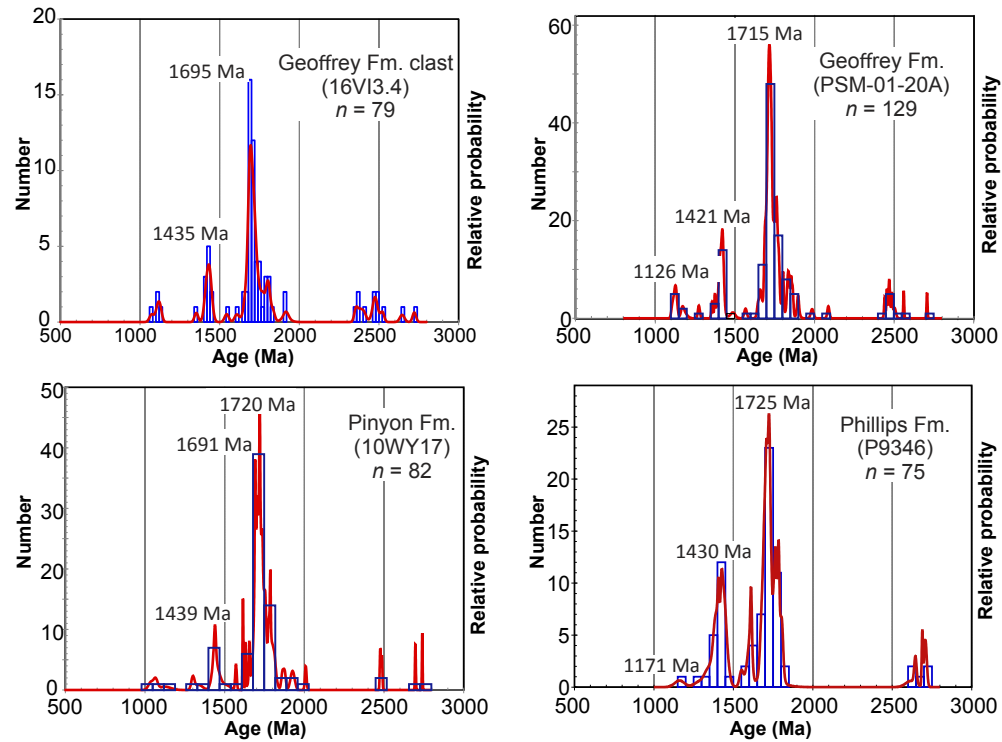 20
15
10
5
0
Number
1695 Ma
1435 Ma
Geoffrey Fm. clast
(16VI3.4)
n = 79
Relative probability
500 1000 1500 2000 2500 3000
Age (Ma)
60
40
20
0
Number
1715 Ma
1421 Ma
1126 Ma
Geoffrey Fm.
(PSM-01-20A)
n = 129
Relative probability
500 1000 1500 2000 2500 3000
Age (Ma)
50
40
30
20
10
0
Number
1720 Ma
1691 Ma
1439 Ma
Pinyon Fm.
(10WY17)
n = 82
Relative probability
500 1000 1500 2000 2500 3000
Age (Ma)
25
20
15
10
5
0
Number
1725 Ma
1430 Ma
1171 Ma
Phillips Fm.
(P9346)
n = 75
Relative probability
500 1000 1500 2000 2500 3000
Age (Ma)